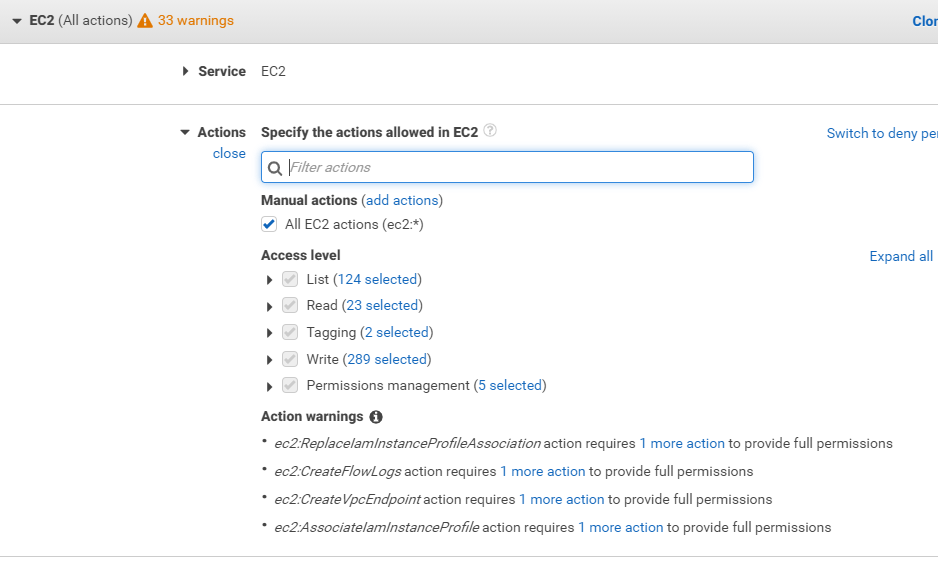 EC2 (All actions) 33 warnings Clon
Service EC2
Actions Specify the actions allowed in EC2 ?
Switch to deny per
close
Filter actions
Manual actions (add actions)
All EC2 actions (ec2:*)
Access level Expand all
List (124 selected)
Read (23 selected)
Tagging (2 selected)
Write (289 selected)
Permissions management (5 selected)
Action warnings
• ec2:ReplaceIamInstanceProfileAssociation action requires 1 more action to provide full permissions
• ec2:CreateFlowLogs action requires 1 more action to provide full permissions
• ec2:CreateVpcEndpoint action requires 1 more action to provide full permissions
• ec2:AssociateIamInstanceProfile action requires 1 more action to provide full permissions